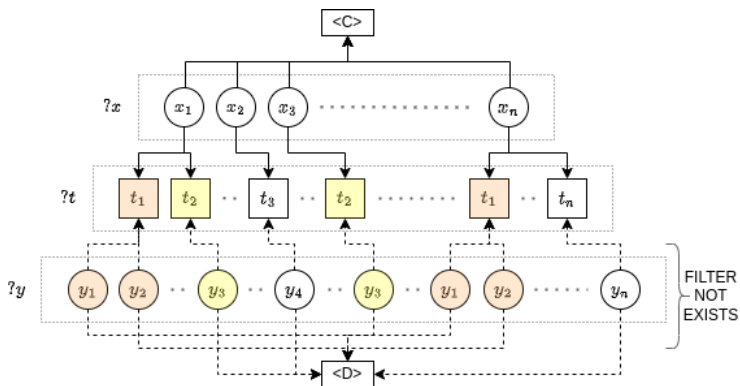 <C>
?x x₁ x₂ x₃ xₙ
?t t₁ t₂ t₃ t₂ t₁ tₙ
?y y₁ y₂ y₃ y₄ y₃ y₁ y₂ yₙ
FILTER
NOT
EXISTS
<D>